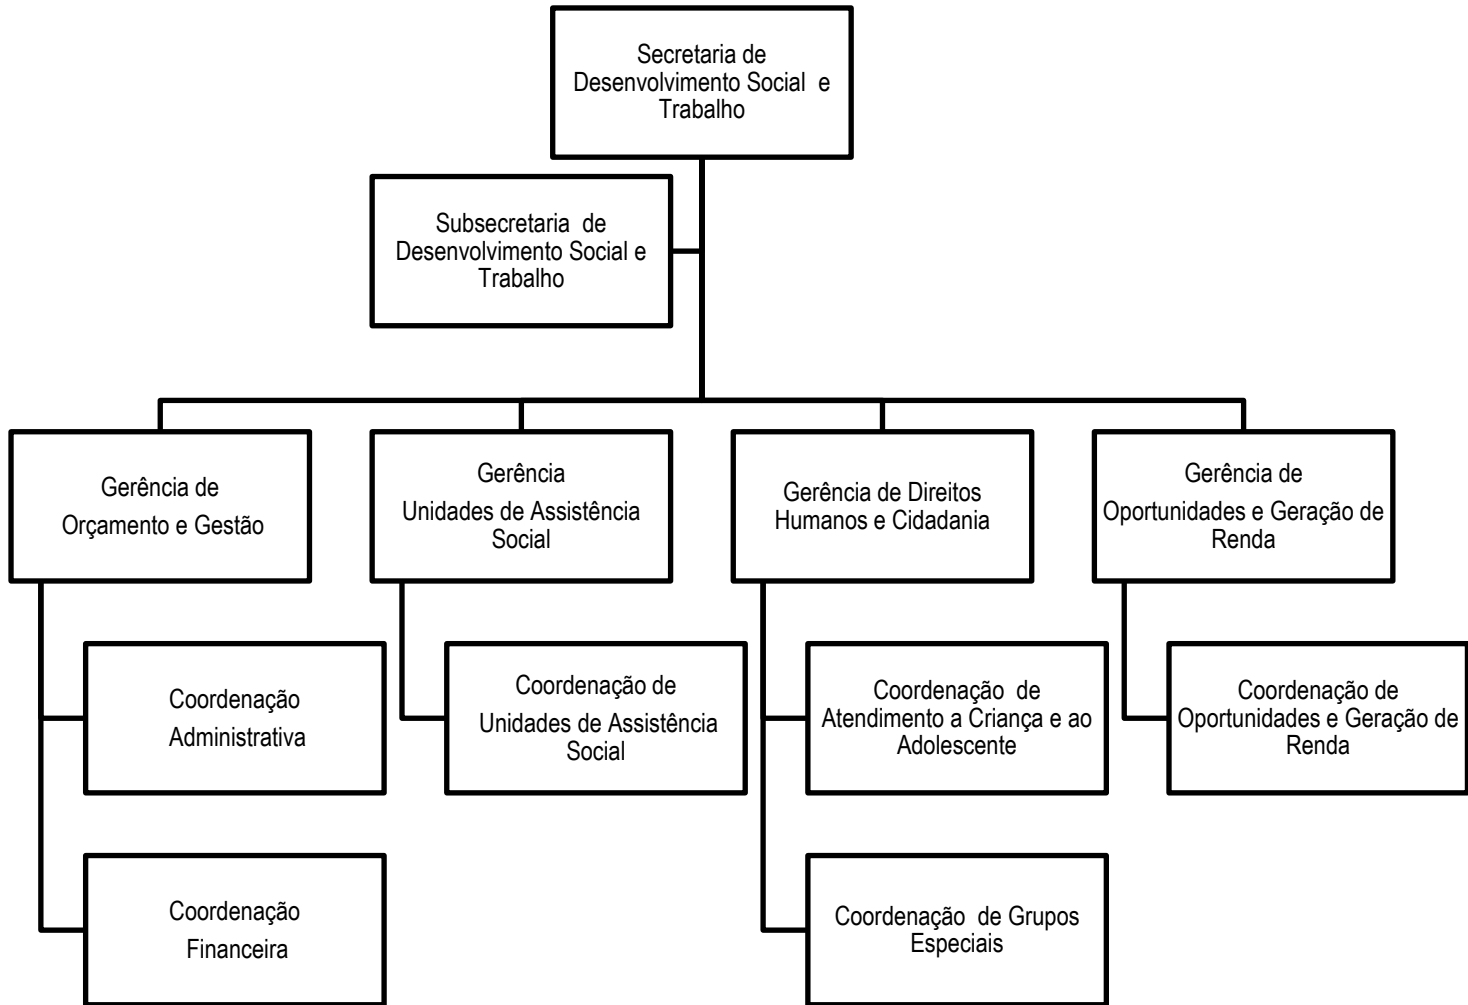 Secretaria de
Desenvolvimento Social e
Trabalho
Subsecretaria de
Desenvolvimento Social e
Trabalho
Gerência de
Orçamento e Gestão
Gerência
Unidades de Assistência
Social
Gerência de Direitos
Humanos e Cidadania
Gerência de
Oportunidades e Geração de
Renda
Coordenação
Administrativa
Coordenação de
Unidades de Assistência
Social
Coordenação de
Atendimento a Criança e ao
Adolescente
Coordenação de
Oportunidades e Geração de
Renda
Coordenação
Financeira
Coordenação de Grupos
Especiais